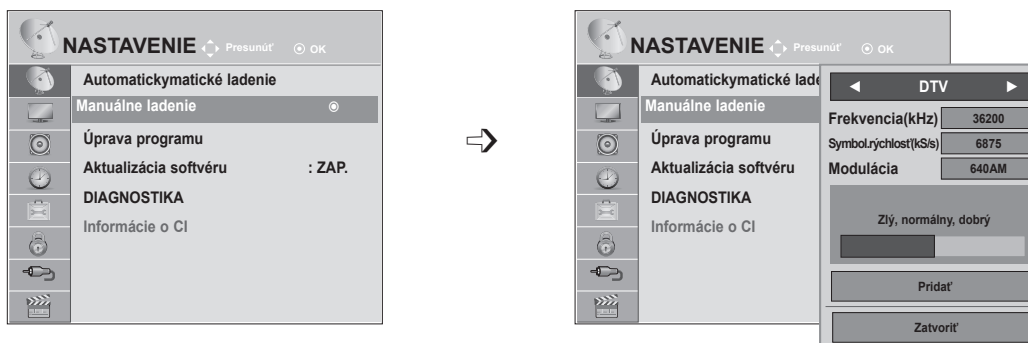 NASTAVENIE Presunúť OK
Automatickymatické ladenie
Manuálne ladenie
Úprava programu
Aktualizácia softvéru : ZAP.
DIAGNOSTIKA
Informácie o CI
NASTAVENIE Presunúť OK
Automatickymatické lade
Manuálne ladenie
Úprava programu
Aktualizácia softvéru
DIAGNOSTIKA
Informácie o CI
◄ DTV ►
Frekvencia(kHz) 36200
Symbol.rýchlosť(kS/s) 6875
Modulácia 640AM
Zlý, normálny, dobrý
Pridať
Zatvoriť